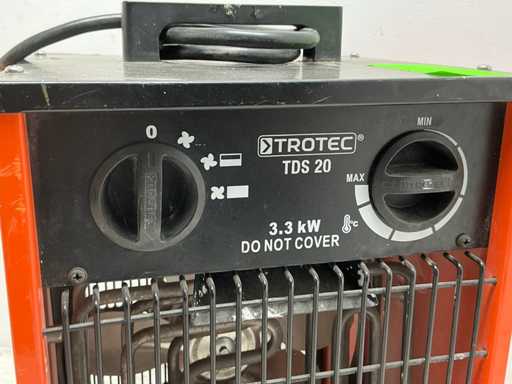 0
TROTEC®
TDS 20
3.3 kW
DO NOT COVER
MIN
MAX
°C